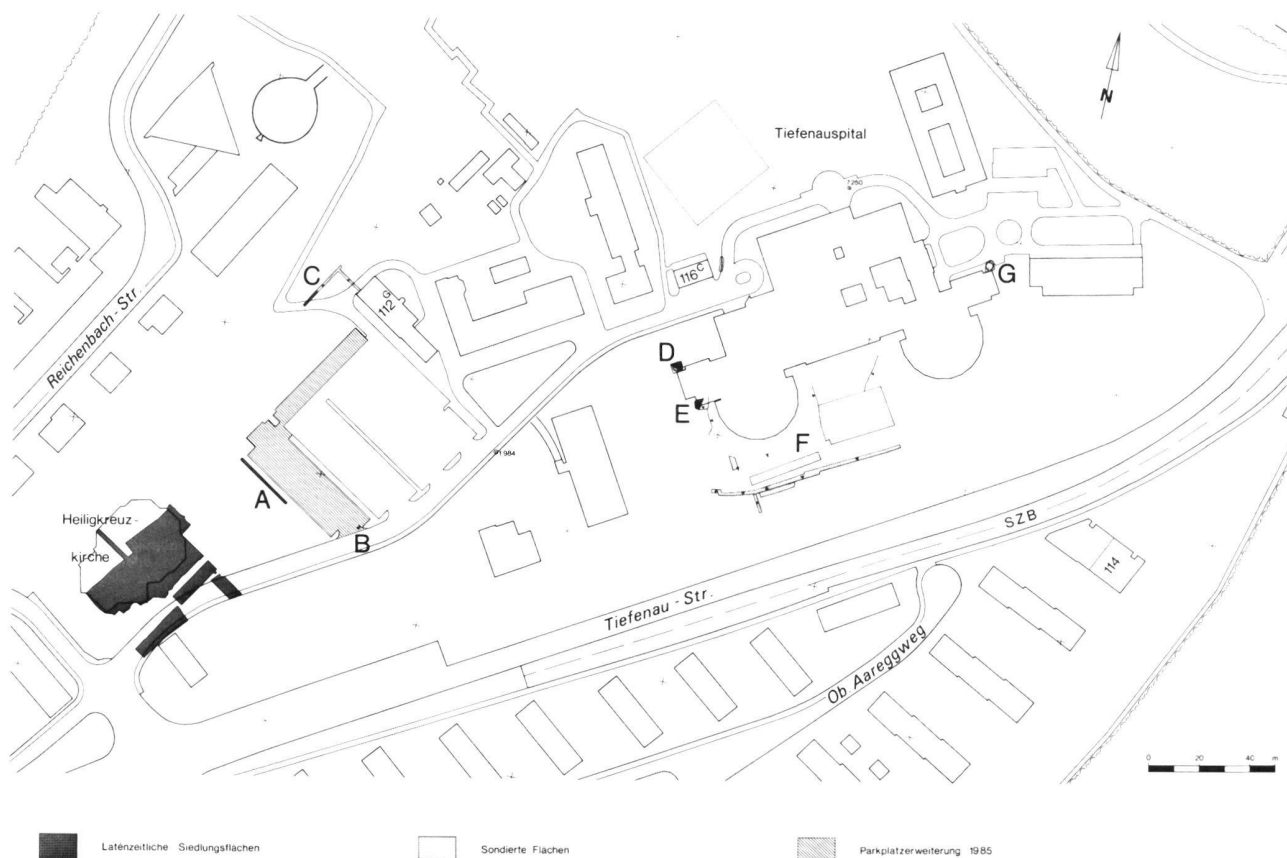 N
Tiefenauspital
C
112 G
116 C
G
Reichenbach - Str.
D
E
F
A
B
Heiligkreuz-
kirche
SZB
114
Tiefenau - Str.
Ob Aareggweg
0 20 40 m
Latènzeitliche Siedlungsflächen
Sondierte Flächen
Parkplatzerweiterung 1985